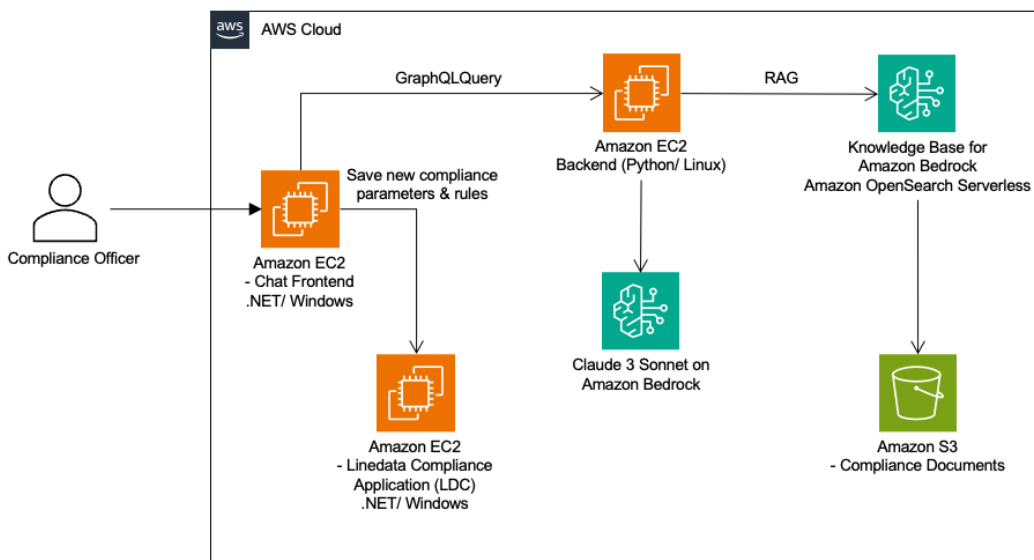 aws
AWS Cloud
GraphQLQuery
RAG
Amazon EC2
Backend (Python/ Linux)
Knowledge Base for
Amazon Bedrock
Amazon OpenSearch Serverless
Save new compliance
parameters & rules
Compliance Officer
Amazon EC2
- Chat Frontend
.NET/ Windows
Claude 3 Sonnet on
Amazon Bedrock
Amazon EC2
- Linedata Compliance
Application (LDC)
.NET/ Windows
Amazon S3
- Compliance Documents